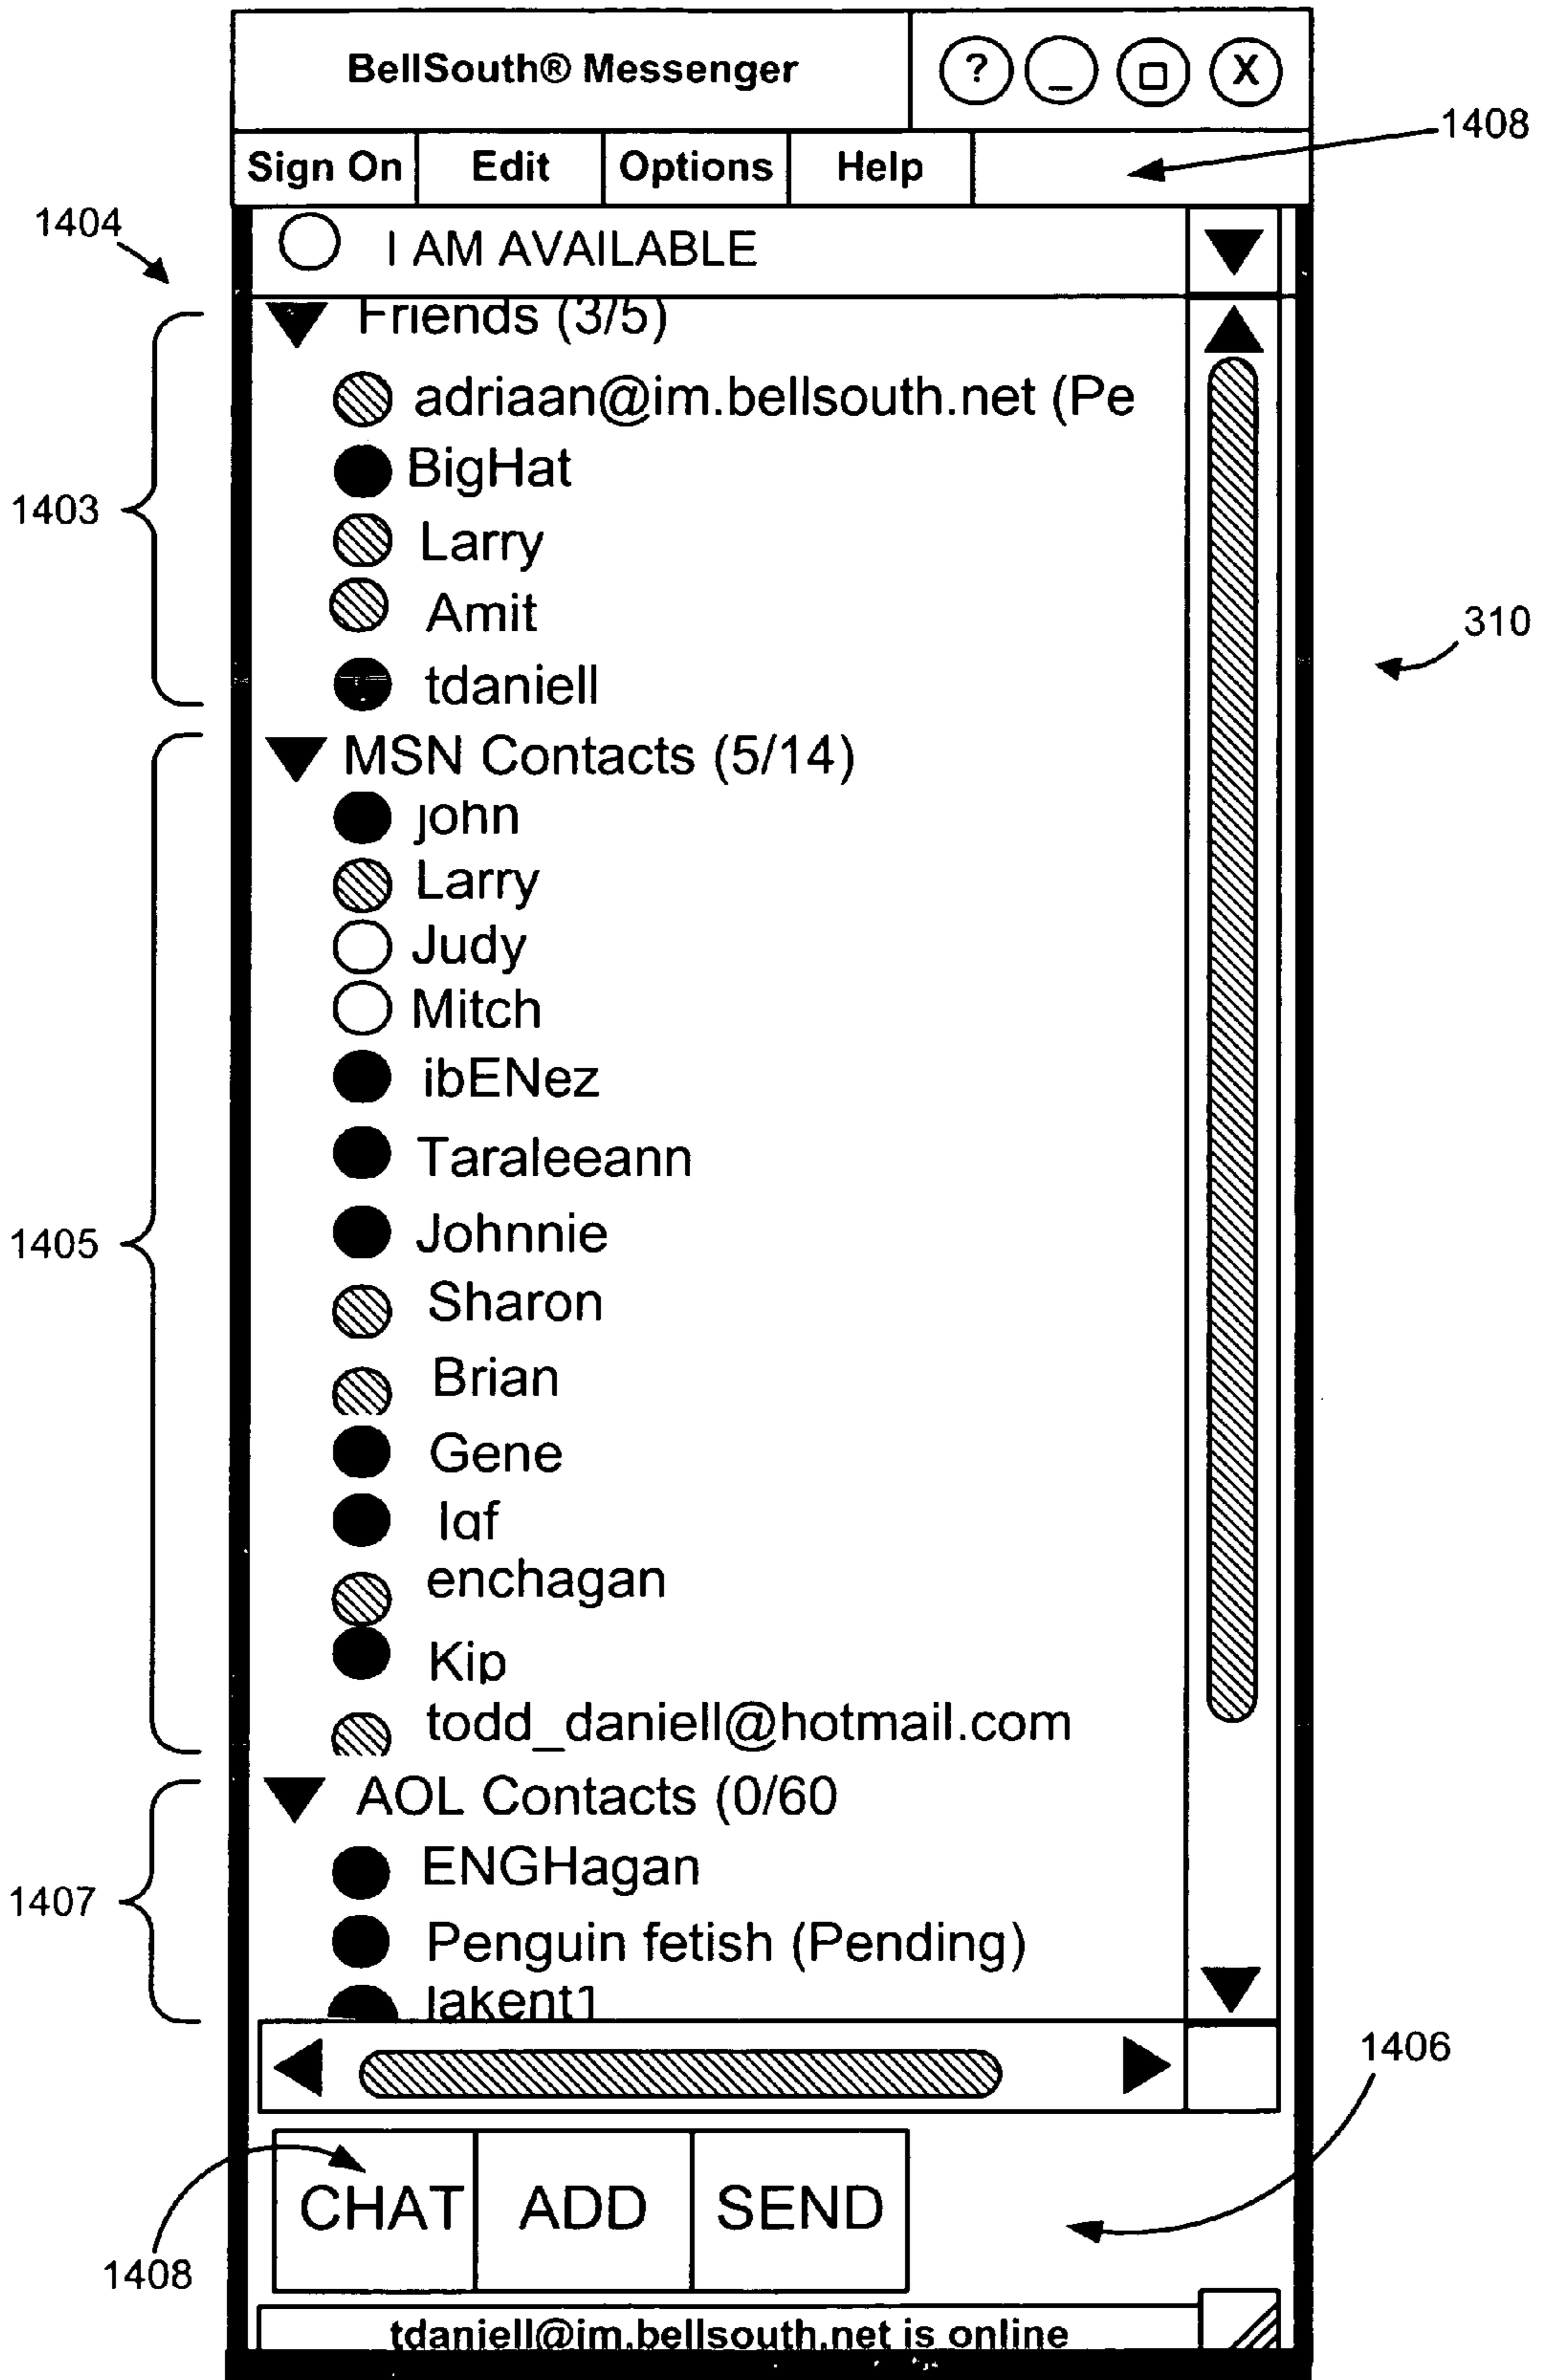 BellSouth® Messenger ? _ X
1408
Sign On Edit Options Help
1404
I AM AVAILABLE
Friends (3/5)
adriaan@im.bellsouth.net (Pe
BigHat
1403
Larry
Amit
310
tdaniell
MSN Contacts (5/14)
john
Larry
Judy
Mitch
ibENez
Taraleeann
Johnnie
1405
Sharon
Brian
Gene
lqf
enchagan
Kip
todd_daniell@hotmail.com
AOL Contacts (0/60
ENGHagan
1407
Penguin fetish (Pending)
lakent1
1406
CHAT ADD SEND
1408
tdaniell@im.bellsouth.net is online